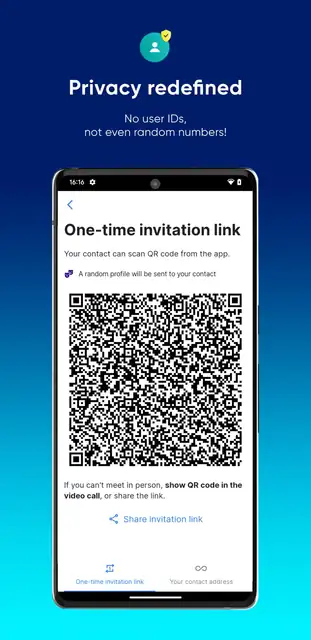 Privacy redefined
No user IDs,
not even random numbers!
16:16
One-time invitation link
Your contact can scan QR code from the app.
A random profile will be sent to your contact
If you can't meet in person, show QR code in the
video call, or share the link.
Share invitation link
One-time invitation link
Your contact address